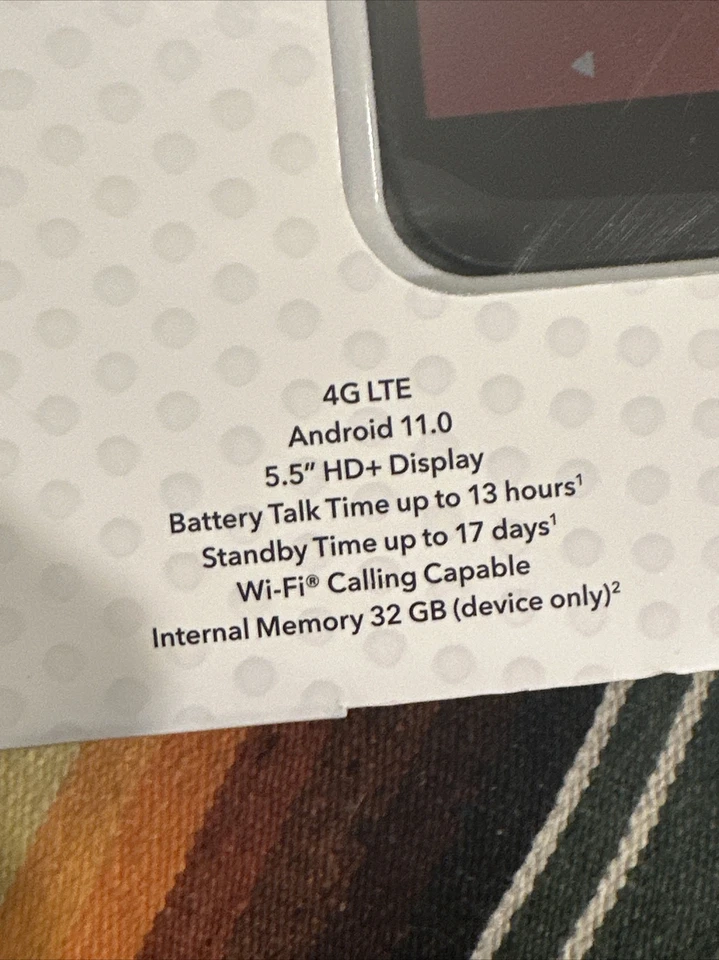 4G LTE
Android 11.0
5.5" HD+ Display
Battery Talk Time up to 13 hours¹
Standby Time up to 17 days¹
Wi-Fi® Calling Capable
Internal Memory 32 GB (device only)²